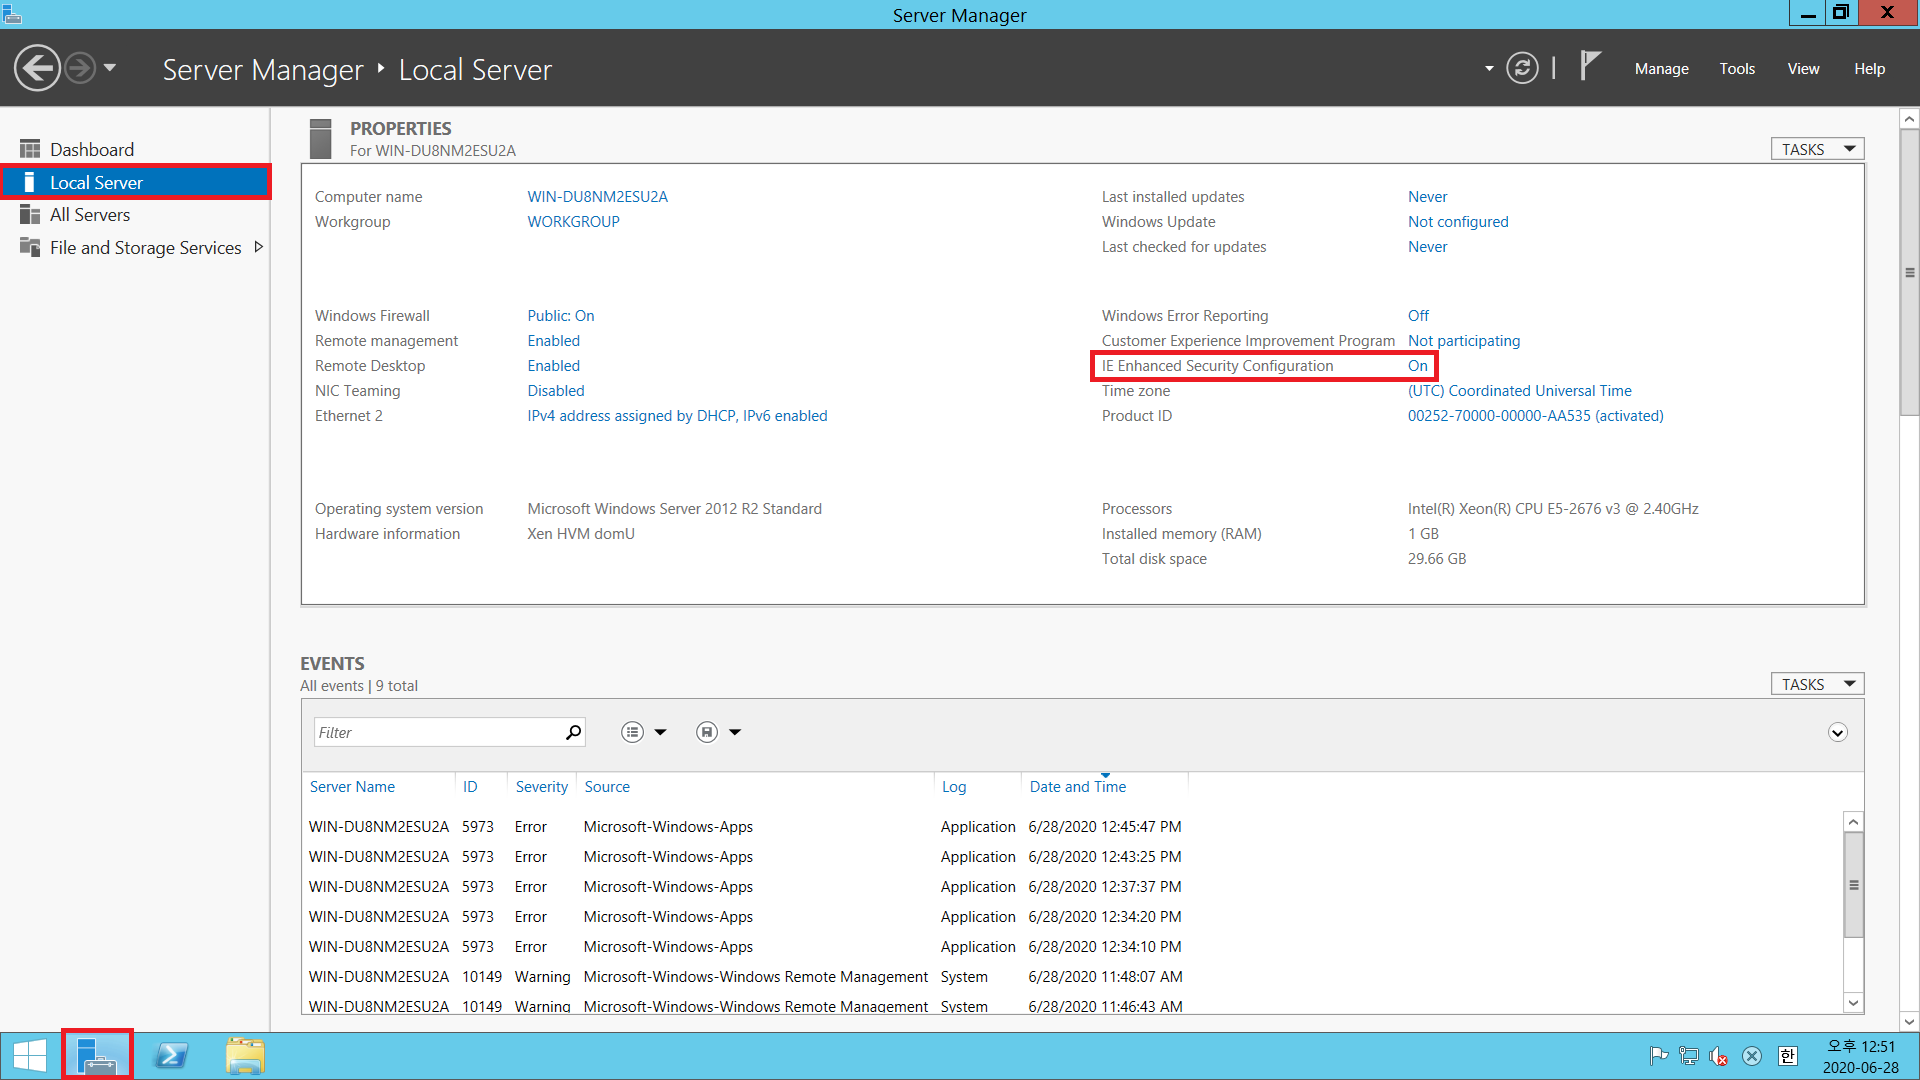 Server Manager
Server Manager ‣ Local Server
Manage Tools View Help
Dashboard
Local Server
All Servers
File and Storage Services
PROPERTIES
For WIN-DU8NM2ESU2A
TASKS
Computer name WIN-DU8NM2ESU2A
Workgroup WORKGROUP
Last installed updates Never
Windows Update Not configured
Last checked for updates Never
Windows Firewall Public: On
Remote management Enabled
Remote Desktop Enabled
NIC Teaming Disabled
Ethernet 2 IPv4 address assigned by DHCP, IPv6 enabled
Windows Error Reporting Off
Customer Experience Improvement Program Not participating
IE Enhanced Security Configuration On
Time zone (UTC) Coordinated Universal Time
Product ID 00252-70000-00000-AA535 (activated)
Operating system version Microsoft Windows Server 2012 R2 Standard
Hardware information Xen HVM domU
Processors Intel(R) Xeon(R) CPU E5-2676 v3 @ 2.40GHz
Installed memory (RAM) 1 GB
Total disk space 29.66 GB
EVENTS
All events | 9 total
TASKS
Filter
Server Name ID Severity Source Log Date and Time
WIN-DU8NM2ESU2A 5973 Error Microsoft-Windows-Apps Application 6/28/2020 12:45:47 PM
WIN-DU8NM2ESU2A 5973 Error Microsoft-Windows-Apps Application 6/28/2020 12:43:25 PM
WIN-DU8NM2ESU2A 5973 Error Microsoft-Windows-Apps Application 6/28/2020 12:37:37 PM
WIN-DU8NM2ESU2A 5973 Error Microsoft-Windows-Apps Application 6/28/2020 12:34:20 PM
WIN-DU8NM2ESU2A 5973 Error Microsoft-Windows-Apps Application 6/28/2020 12:34:10 PM
WIN-DU8NM2ESU2A 10149 Warning Microsoft-Windows-Windows Remote Management System 6/28/2020 11:48:07 AM
WIN-DU8NM2ESU2A 10149 Warning Microsoft-Windows-Windows Remote Management System 6/28/2020 11:46:43 AM
한
오후 12:51
2020-06-28